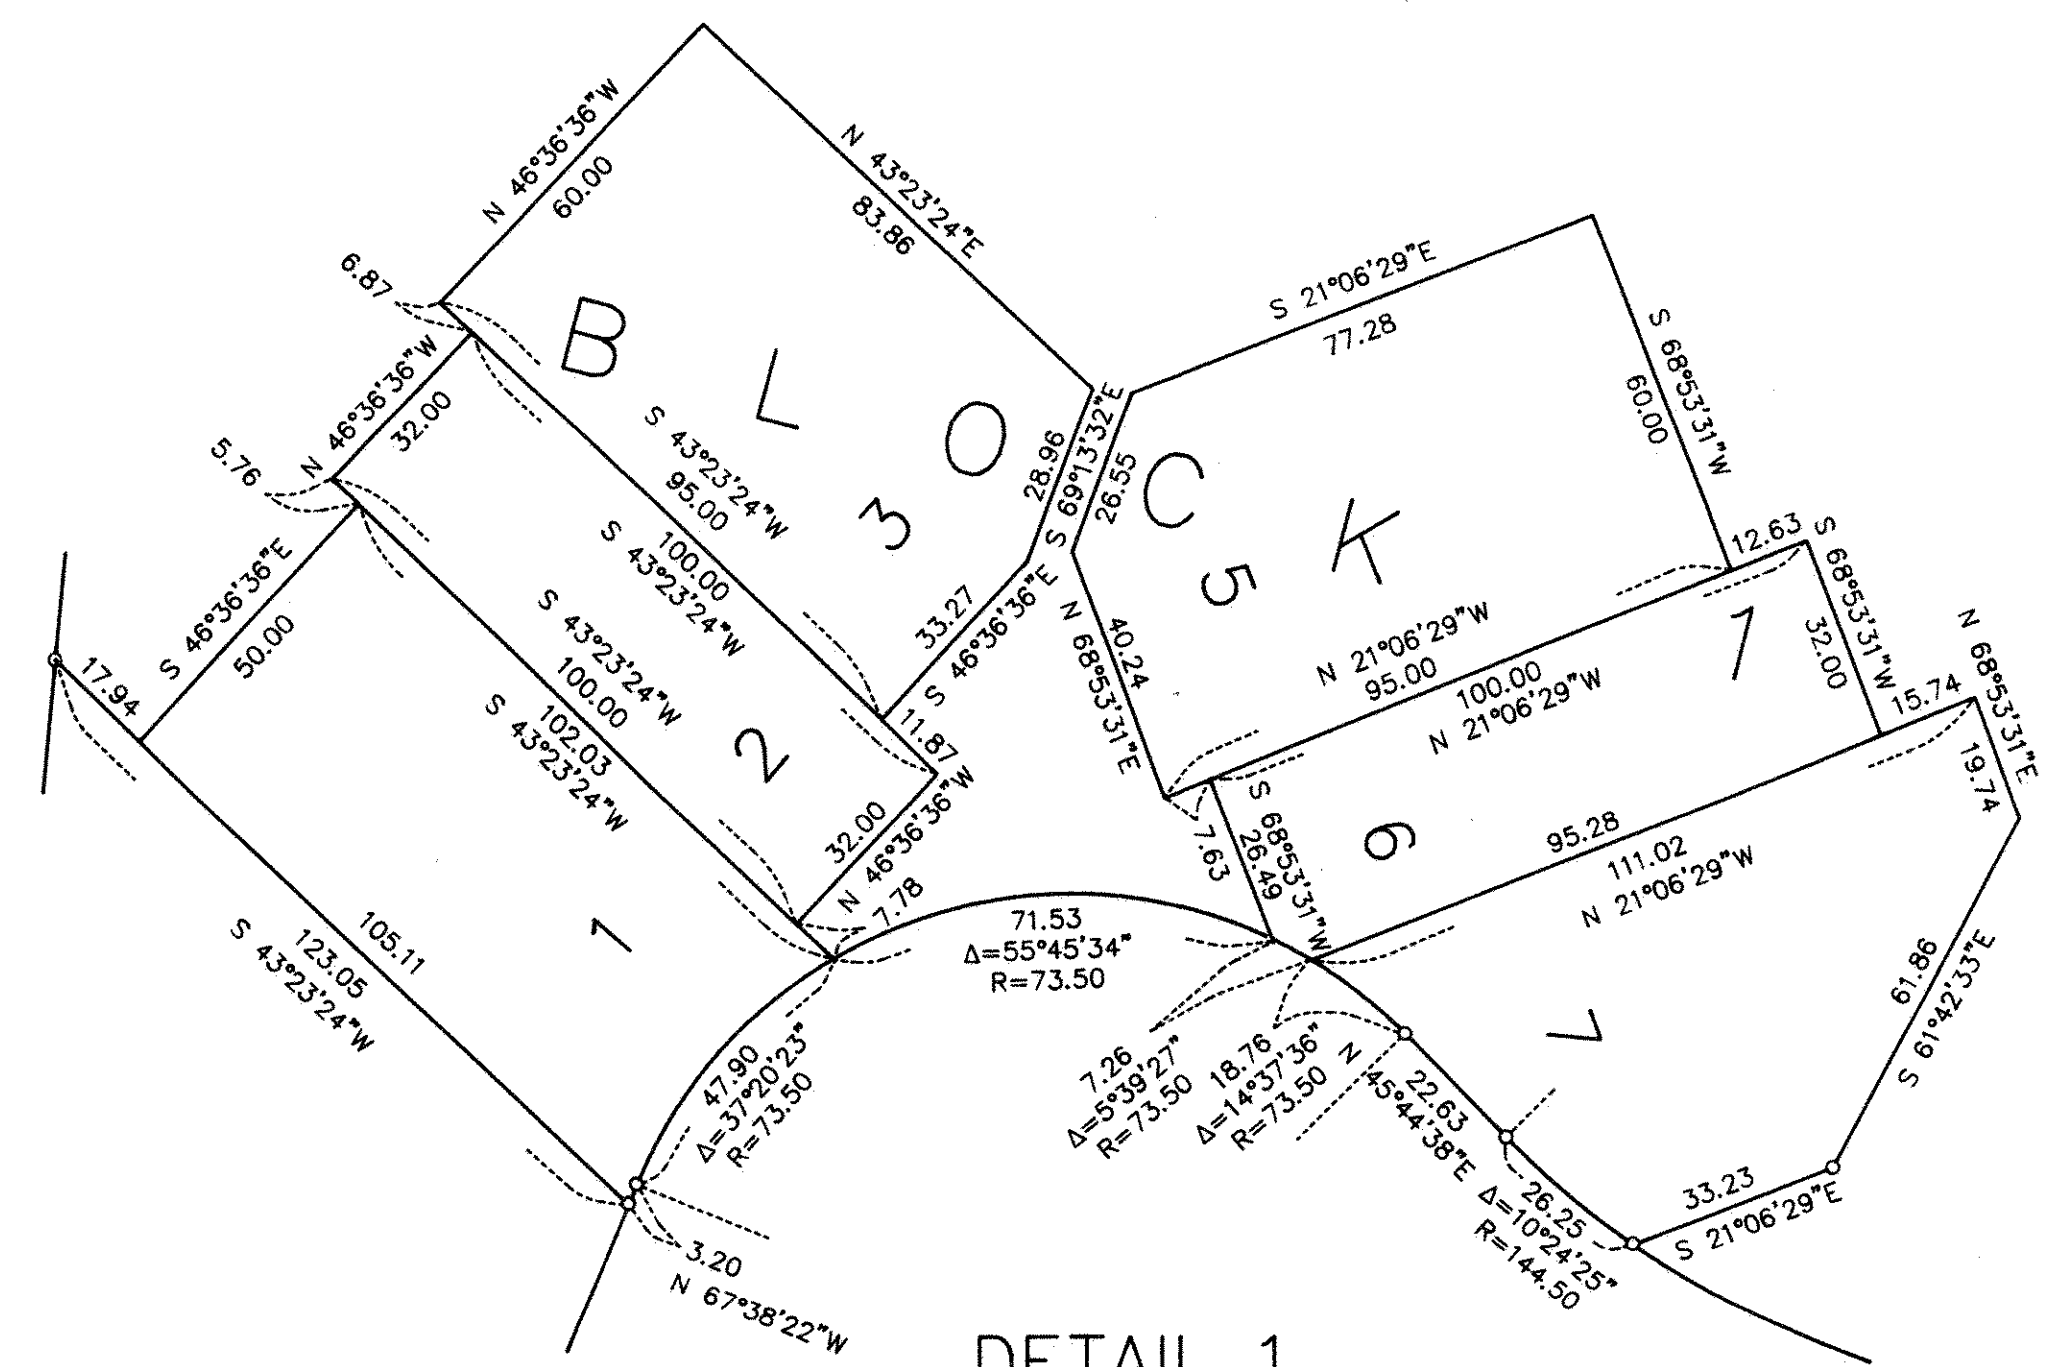 N 46°36'36"W
60.00
N 43°23'24"E
83.86
6.87
N 46°36'36"W
32.00
5.76
S 46°36'36"E
50.00
17.94
BLOCK
3
S 43°23'24"W
95.00
100.00
S 43°23'24"W
28.96
S 69°13'32"E
26.55
33.27
S 46°36'36"E
11.87
S 43°23'24"W
100.00
102.03
S 43°23'24"W
2
32.00
N 46°36'36"W
7.78
1
105.11
123.05
S 43°23'24"W
S 21°06'29"E
77.28
S 68°53'31"W
60.00
5
12.63
S 68°53'31"W
32.00
40.24
N 68°53'31"E
N 21°06'29"W
95.00
100.00
N 21°06'29"W
7.63
S 68°53'31"W
26.49
6
15.74
N 68°53'31"E
19.74
95.28
111.02
N 21°06'29"W
7
61.86
S 61°42'33"E
71.53
Δ=55°45'34"
R=73.50
47.90
Δ=37°20'23"
R=73.50
7.26
Δ=5°39'27"
R=73.50
18.76
Δ=14°37'36"
R=73.50
22.63
N 45°44'38"E
26.25
Δ=10°24'25"
R=144.50
33.23
S 21°06'29"E
3.20
N 67°38'22"W
DETAIL 1